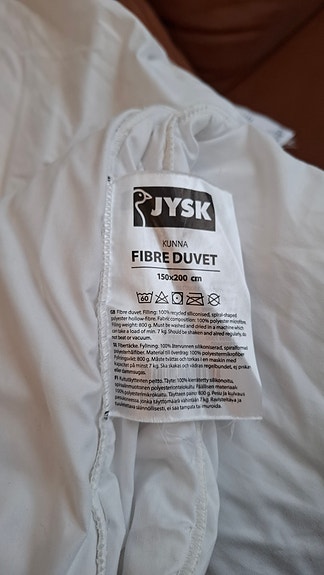 JYSK
KUNNA
FIBRE DUVET
150x200 cm
60
GB Fibre duvet. Filling: 100% recycled siliconised, spiral-shaped
polyester hollow-fibre. Fabric composition: 100% polyester microfibre.
Filling weight: 800 g. Must be washed and dried in a machine which
can take a load of min. 7 kg. Should be shaken and aired regularly, do
not beat or vacuum.
SE Fibertäcke. Fyllning: 100% återvunnen silikoniserad, spiralformad
polyesterhålfiber. Material till överdrag: 100% polyestermikrofiber
Fyllningsvikt: 800 g. Måste tvättas och torkas i en maskin med
kapacitet på minst 7 kg. Ska skakas och vädras regelbundet, ej piskas
eller dammsugas.
FI Kuitutäytteinen peitto. Täyte: 100% kierrätetty silikonoitu,
spiraalinmuotoinen polyesterionttokuitu. Päällisen materiaali:
100% polyesterimikrokuitu. Täytteen paino: 800 g. Pesu ja kuivaus
pesukoneessa, jonka täyttömäärä vähintään 7 kg. Ravisteltava ja
tuuletettava säännöllisesti, ei saa tampata tai imuroida.